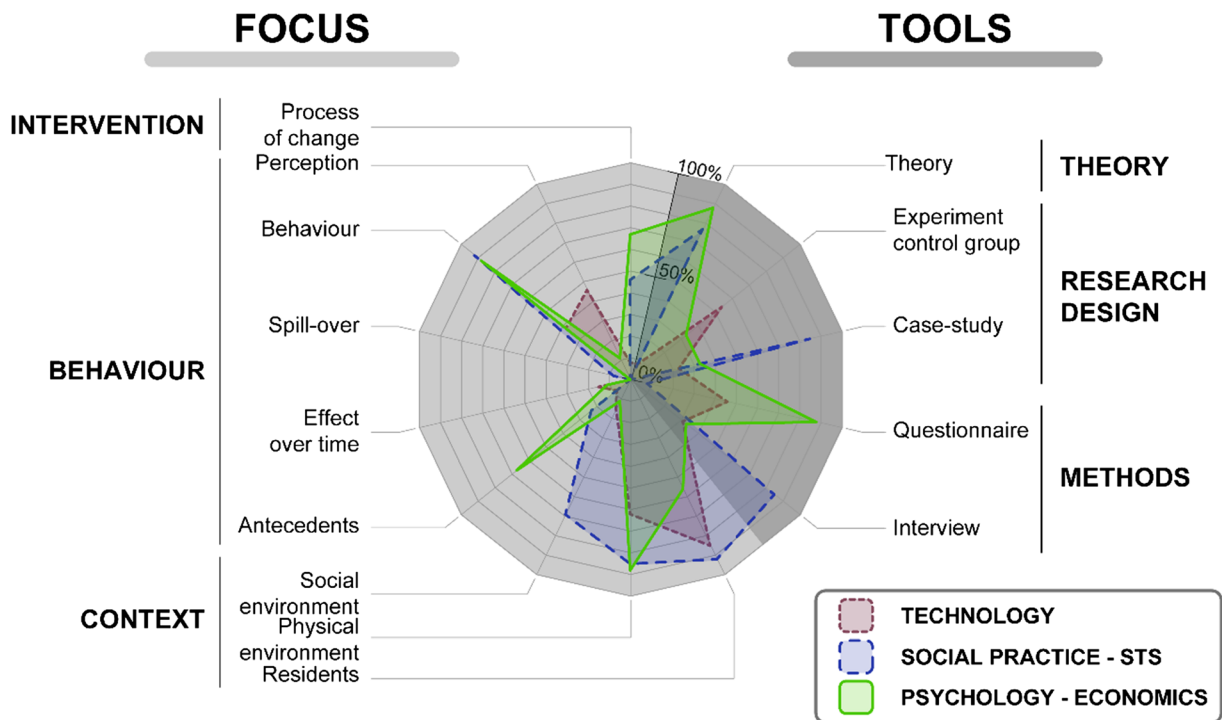 FOCUS
TOOLS
INTERVENTION
Process
of change
Perception
Behaviour
Spill-over
BEHAVIOUR
Effect
over time
Antecedents
Social
environment
Physical
environment
Residents
CONTEXT
100%
50%
0%
Theory
THEORY
Experiment
control group
Case-study
RESEARCH
DESIGN
Questionnaire
Interview
METHODS
TECHNOLOGY
SOCIAL PRACTICE - STS
PSYCHOLOGY - ECONOMICS